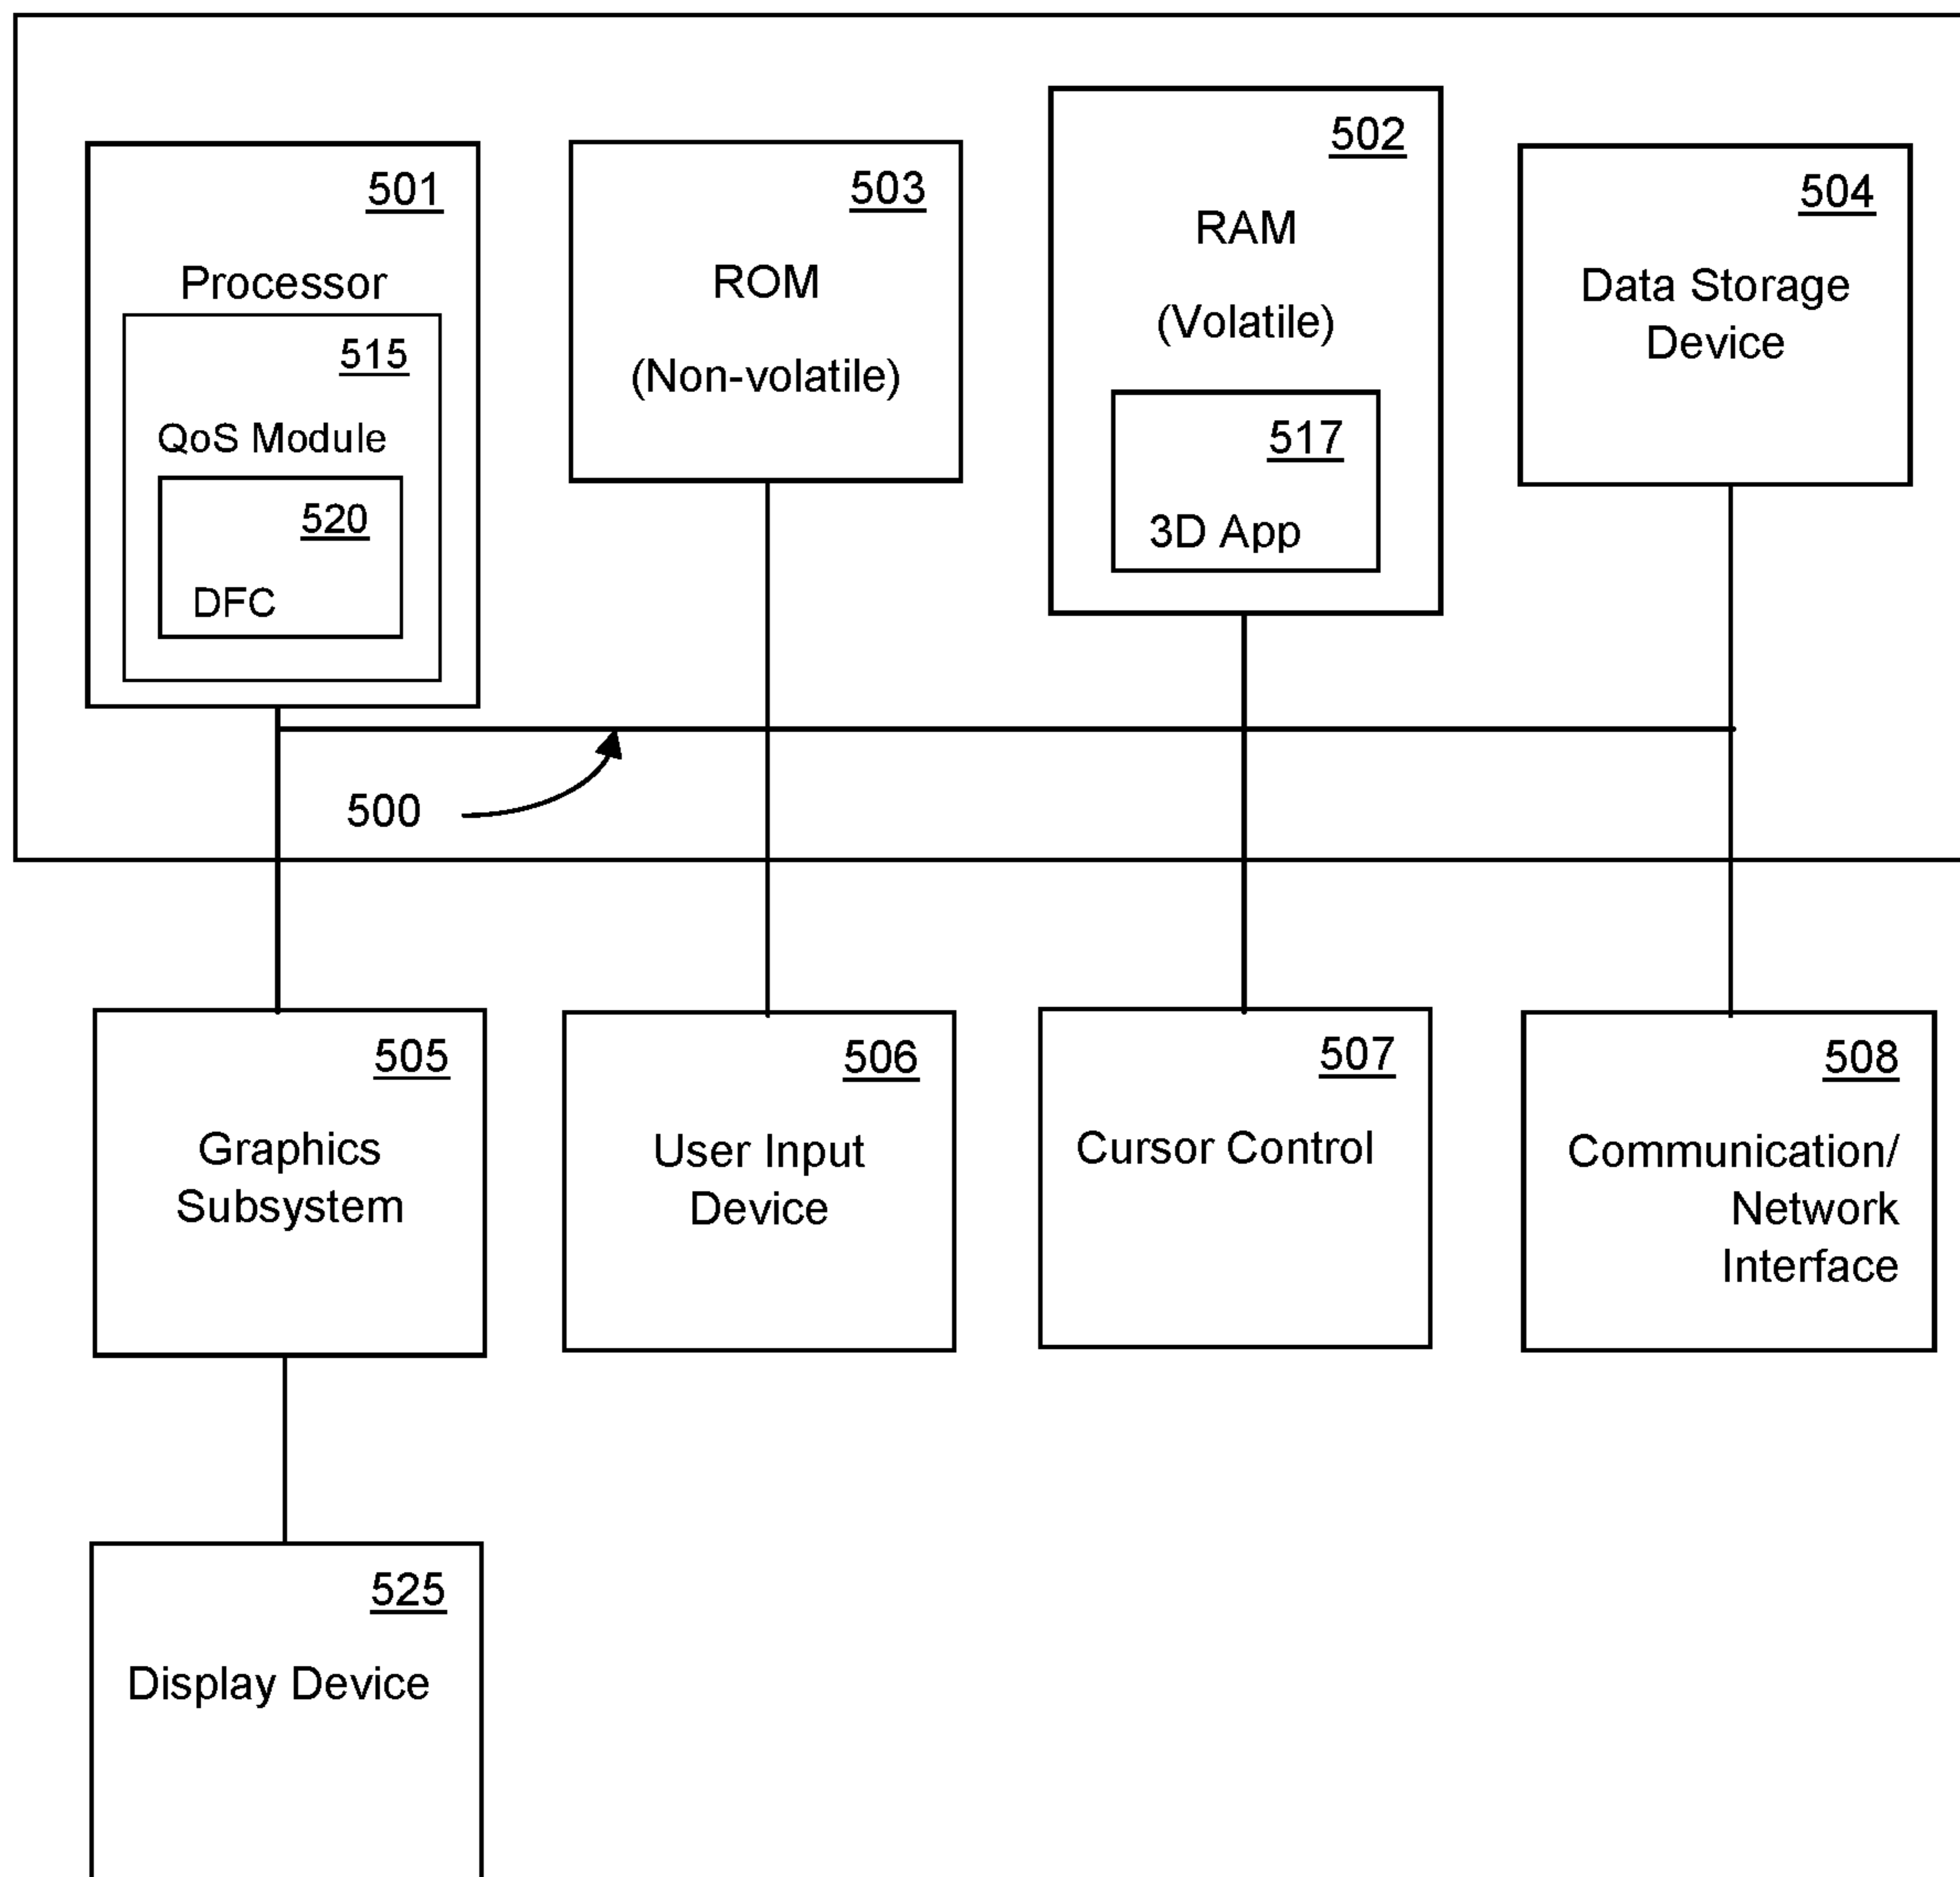 501
Processor
515
QoS Module
520
DFC
503
ROM
(Non-volatile)
502
RAM
(Volatile)
517
3D App
504
Data Storage
Device
500
505
Graphics
Subsystem
506
User Input
Device
507
Cursor Control
508
Communication/
Network
Interface
525
Display Device